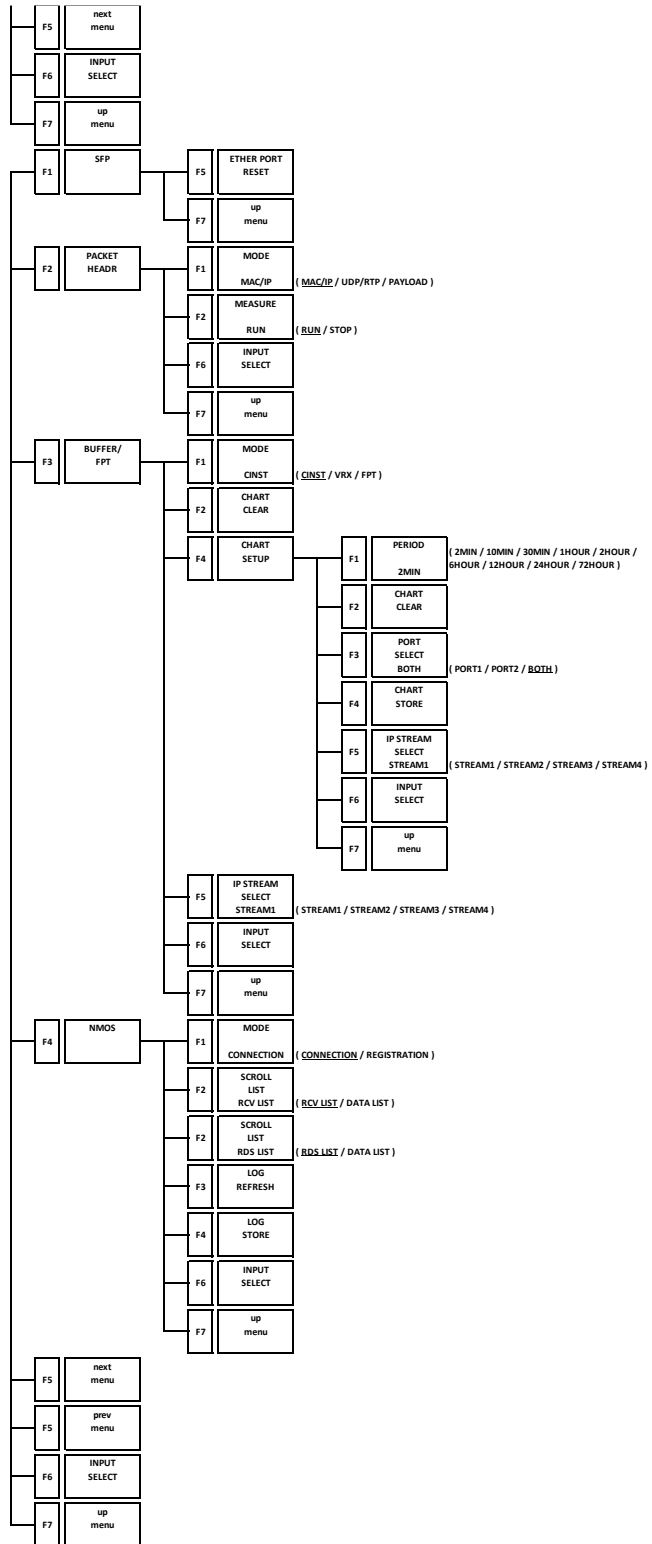 F5
next
menu
F6
INPUT
SELECT
F7
up
menu
F1
SFP
F5
ETHER PORT
RESET
F7
up
menu
F2
PACKET
HEADR
F1
MODE
MAC/IP
( MAC/IP / UDP/RTP / PAYLOAD )
F2
MEASURE
RUN
( RUN / STOP )
F6
INPUT
SELECT
F7
up
menu
F3
BUFFER/
FPT
F1
MODE
CINST
( CINST / VRX / FPT )
F2
CHART
CLEAR
F4
CHART
SETUP
F1
PERIOD
2MIN
( 2MIN / 10MIN / 30MIN / 1HOUR / 2HOUR /
6HOUR / 12HOUR / 24HOUR / 72HOUR )
F2
CHART
CLEAR
F3
PORT
SELECT
BOTH
( PORT1 / PORT2 / BOTH )
F4
CHART
STORE
F5
IP STREAM
SELECT
STREAM1
( STREAM1 / STREAM2 / STREAM3 / STREAM4 )
F6
INPUT
SELECT
F7
up
menu
F5
IP STREAM
SELECT
STREAM1
( STREAM1 / STREAM2 / STREAM3 / STREAM4 )
F6
INPUT
SELECT
F7
up
menu
F4
NMOS
F1
MODE
CONNECTION
( CONNECTION / REGISTRATION )
F2
SCROLL
LIST
RCV LIST
( RCV LIST / DATA LIST )
F2
SCROLL
LIST
RDS LIST
( RDS LIST / DATA LIST )
F3
LOG
REFRESH
F4
LOG
STORE
F6
INPUT
SELECT
F7
up
menu
F5
next
menu
F5
prev
menu
F6
INPUT
SELECT
F7
up
menu